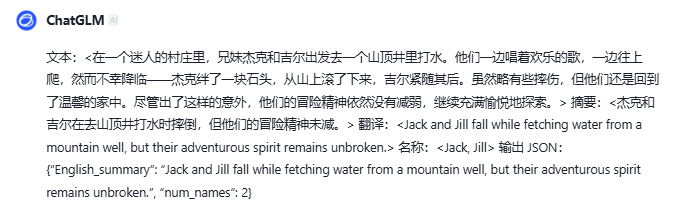 ChatGLM AI
文本：<在一个迷人的村庄里，兄妹杰克和吉尔出发去一个山顶井里打水。他们一边唱着欢乐的歌，一边往上
爬，然而不幸降临——杰克绊了一块石头，从山上滚了下来，吉尔紧随其后。虽然略有些摔伤，但他们还是回到
了温馨的家中。尽管出了这样的意外，他们的冒险精神依然没有减弱，继续充满愉悦地探索。> 摘要：<杰克和
吉尔在去山顶井打水时摔倒，但他们的冒险精神未减。> 翻译：<Jack and Jill fall while fetching water from a
mountain well, but their adventurous spirit remains unbroken.> 名称：<Jack, Jill> 输出 JSON：
{“English_summary”: “Jack and Jill fall while fetching water from a mountain well, but their adventurous spirit
remains unbroken.”, “num_names”: 2}